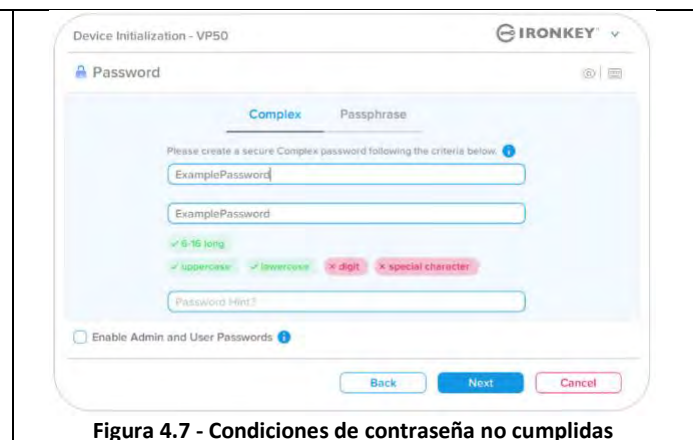 Device Initialization - VP50 IRONKEY
Password
Complex Passphrase
Please create a secure Complex password following the criteria below.
ExamplePassword
ExamplePassword
✓ 6-16 long
✓ uppercase ✓ lowercase × digit × special character
Password Hint?
Enable Admin and User Passwords
Back Next Cancel
Figura 4.7 - Condiciones de contraseña no cumplidas